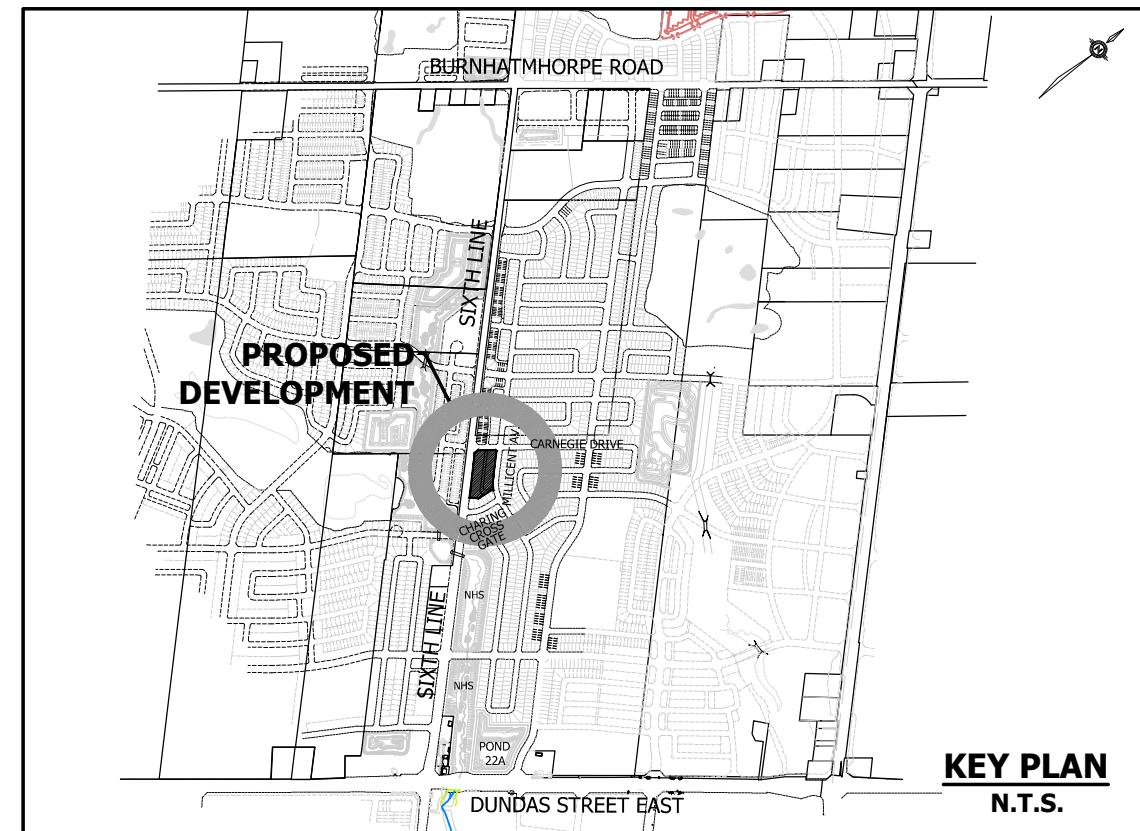 BURNHATMHORPE ROAD
SIXTH LINE
PROPOSED
DEVELOPMENT
CARNEGIE DRIVE
MILLICENT AV
CHARING
CROSS
GATE
NHS
SIXTH LINE
NHS
POND
22A
DUNDAS STREET EAST
KEY PLAN
N.T.S.